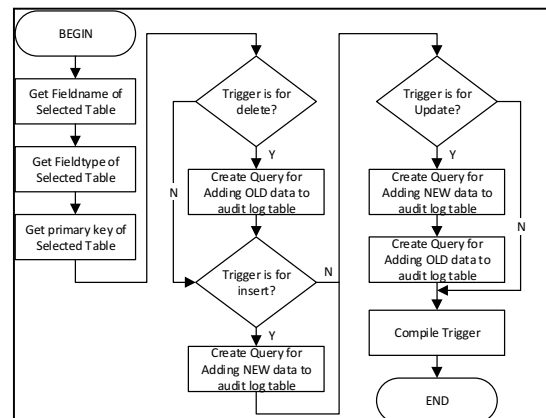 BEGIN
Get Fieldname of
Selected Table
Get Fieldtype of
Selected Table
Get primary key of
Selected Table
Trigger is for
delete?
Y
N
Create Query for
Adding OLD data to
audit log table
Trigger is for
insert?
N
Y
Create Query for
Adding NEW data to
audit log table
Trigger is for
Update?
Y
N
Create Query for
Adding NEW data to
audit log table
Create Query for
Adding OLD data to
audit log table
Compile Trigger
END